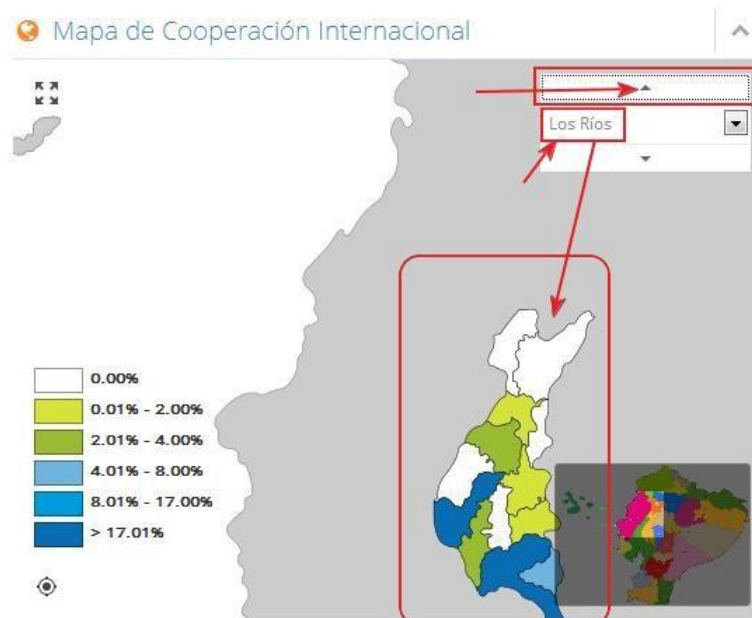 Mapa de Cooperación Internacional
Los Ríos
0.00%
0.01% - 2.00%
2.01% - 4.00%
4.01% - 8.00%
8.01% - 17.00%
> 17.01%